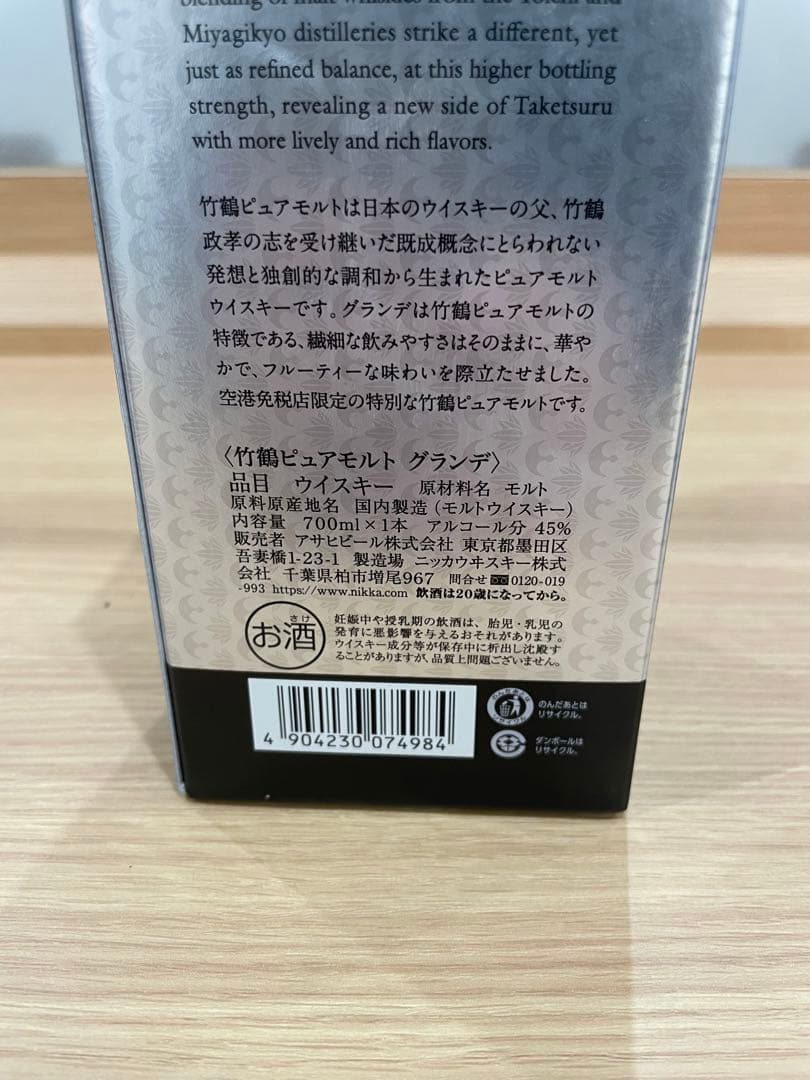 blending of malt whiskies from the Yoichi and
Miyagikyo distilleries strike a different, yet
just as refined balance, at this higher bottling
strength, revealing a new side of Taketsuru
with more lively and rich flavors.
竹鶴ピュアモルトは日本のウイスキーの父、竹鶴
政孝の志を受け継いだ既成概念にとらわれない
発想と独創的な調和から生まれたピュアモルト
ウイスキーです。グランデは竹鶴ピュアモルトの
特徴である、繊細な飲みやすさはそのままに、華や
かで、フルーティーな味わいを際立たせました。
空港免税店限定の特別な竹鶴ピュアモルトです。
〈竹鶴ピュアモルト グランデ〉
品目 ウイスキー 原材料名 モルト
原料原産地名 国内製造(モルトウイスキー)
内容量 700ml×1本 アルコール分 45%
販売者 アサヒビール株式会社 東京都墨田区
吾妻橋1-23-1 製造場 ニッカウヰスキー株式
会社 千葉県柏市増尾967 問合せ 0120-019
-993 https://www.nikka.com 飲酒は20歳になってから。
さけ
お酒
妊娠中や授乳期の飲酒は、胎児・乳児の
発育に悪影響を与えるおそれがあります。
ウイスキー成分等が保存中に析出し沈殿す
ることがありますが、品質上問題ございません。
4 904230 074984
のんだあとは
リサイクル
のんだあとは
リサイクル。
ダンボールは
リサイクル。